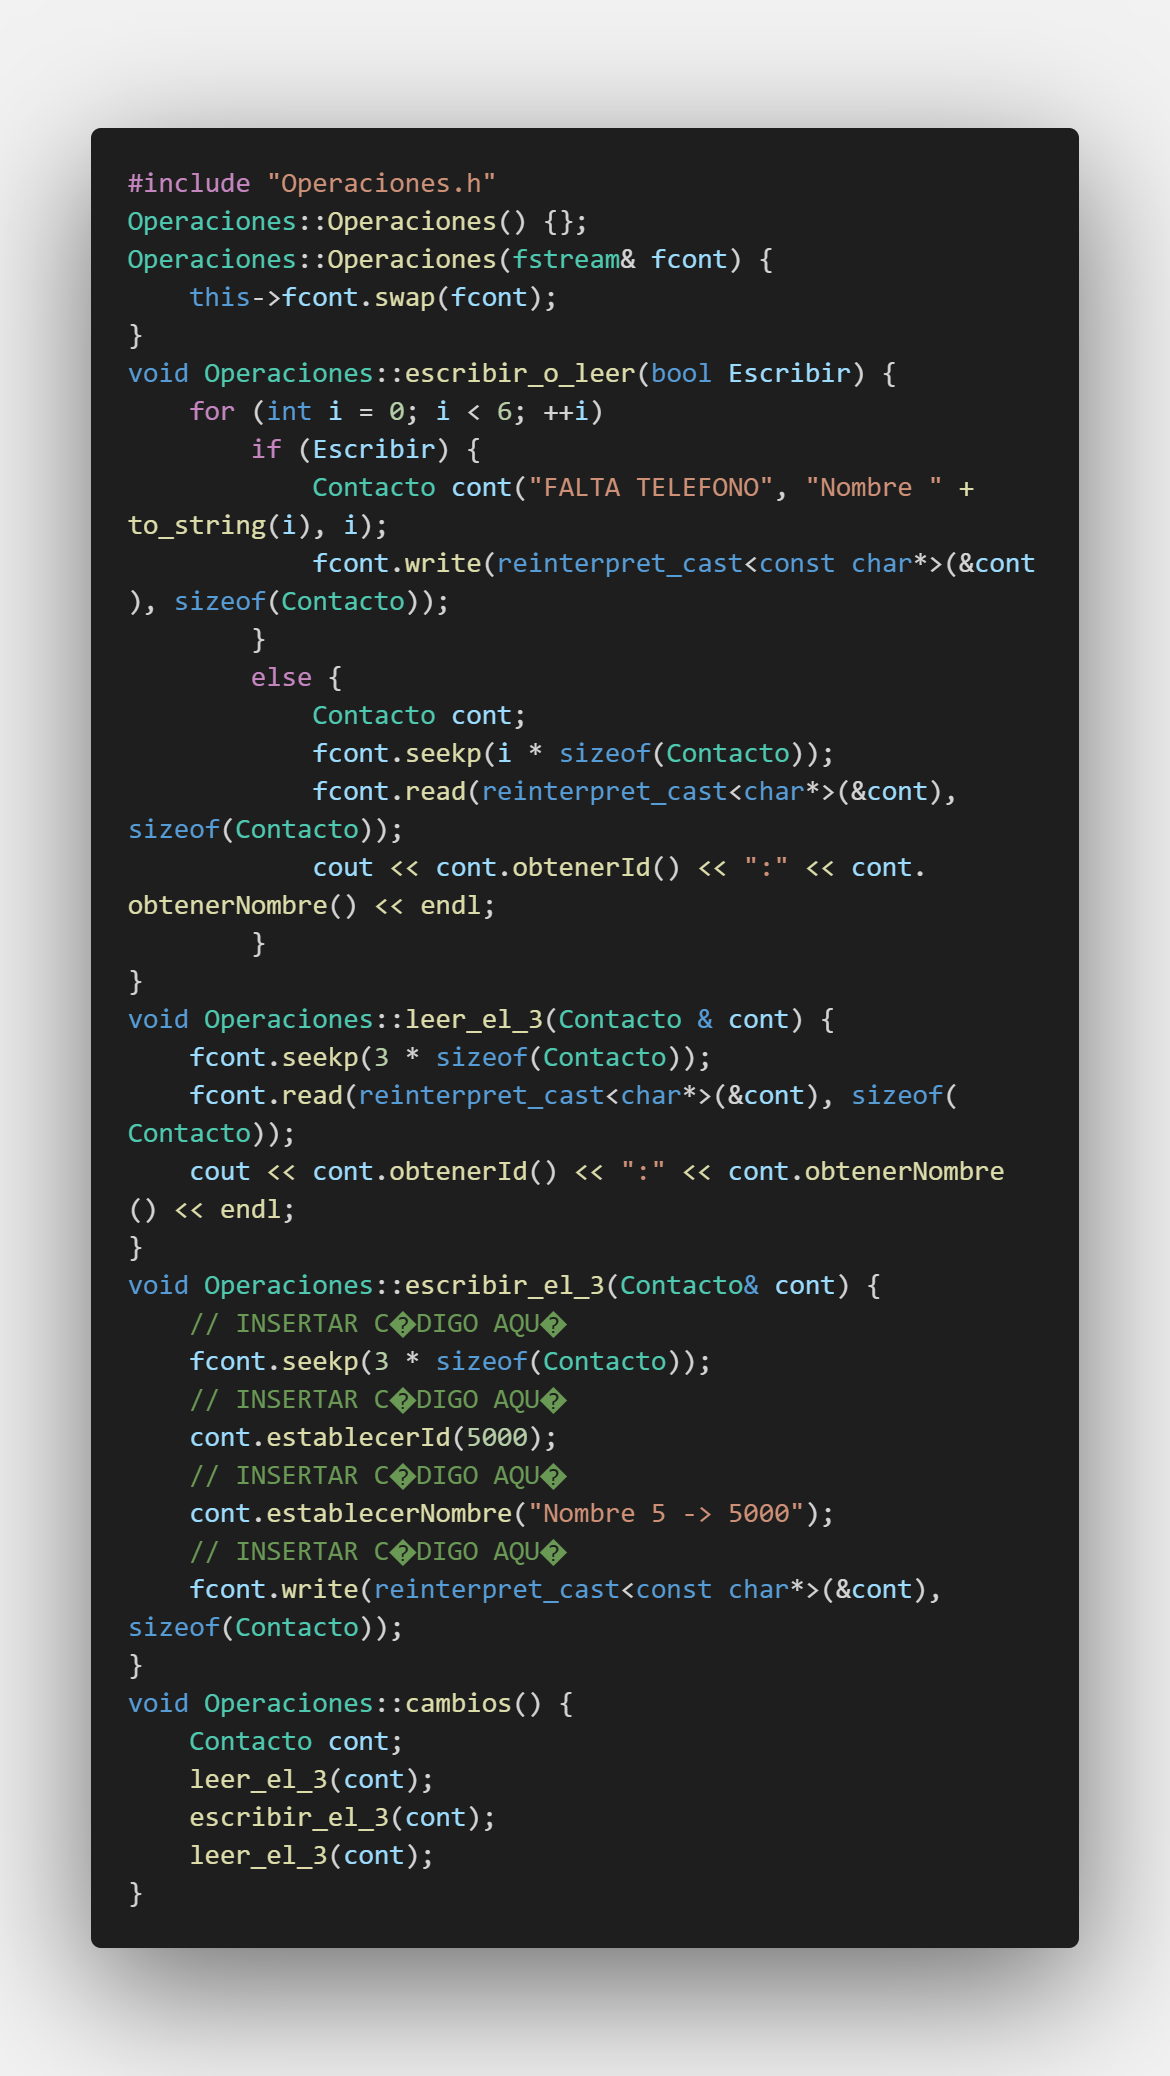 #include "Operaciones.h"
Operaciones::Operaciones() {};
Operaciones::Operaciones(fstream& fcont) {
    this->fcont.swap(fcont);
}
void Operaciones::escribir_o_leer(bool Escribir) {
    for (int i = 0; i < 6; ++i)
        if (Escribir) {
            Contacto cont("FALTA TELEFONO", "Nombre " +
to_string(i), i);
            fcont.write(reinterpret_cast<const char*>(&cont
), sizeof(Contacto));
        }
        else {
            Contacto cont;
            fcont.seekp(i * sizeof(Contacto));
            fcont.read(reinterpret_cast<char*>(&cont),
sizeof(Contacto));
            cout << cont.obtenerId() << ":" << cont.
obtenerNombre() << endl;
        }
}
void Operaciones::leer_el_3(Contacto & cont) {
    fcont.seekp(3 * sizeof(Contacto));
    fcont.read(reinterpret_cast<char*>(&cont), sizeof(
Contacto));
    cout << cont.obtenerId() << ":" << cont.obtenerNombre
() << endl;
}
void Operaciones::escribir_el_3(Contacto& cont) {
    // INSERTAR C�DIGO AQU�
    fcont.seekp(3 * sizeof(Contacto));
    // INSERTAR C�DIGO AQU�
    cont.establecerId(5000);
    // INSERTAR C�DIGO AQU�
    cont.establecerNombre("Nombre 5 -> 5000");
    // INSERTAR C�DIGO AQU�
    fcont.write(reinterpret_cast<const char*>(&cont),
sizeof(Contacto));
}
void Operaciones::cambios() {
    Contacto cont;
    leer_el_3(cont);
    escribir_el_3(cont);
    leer_el_3(cont);
}